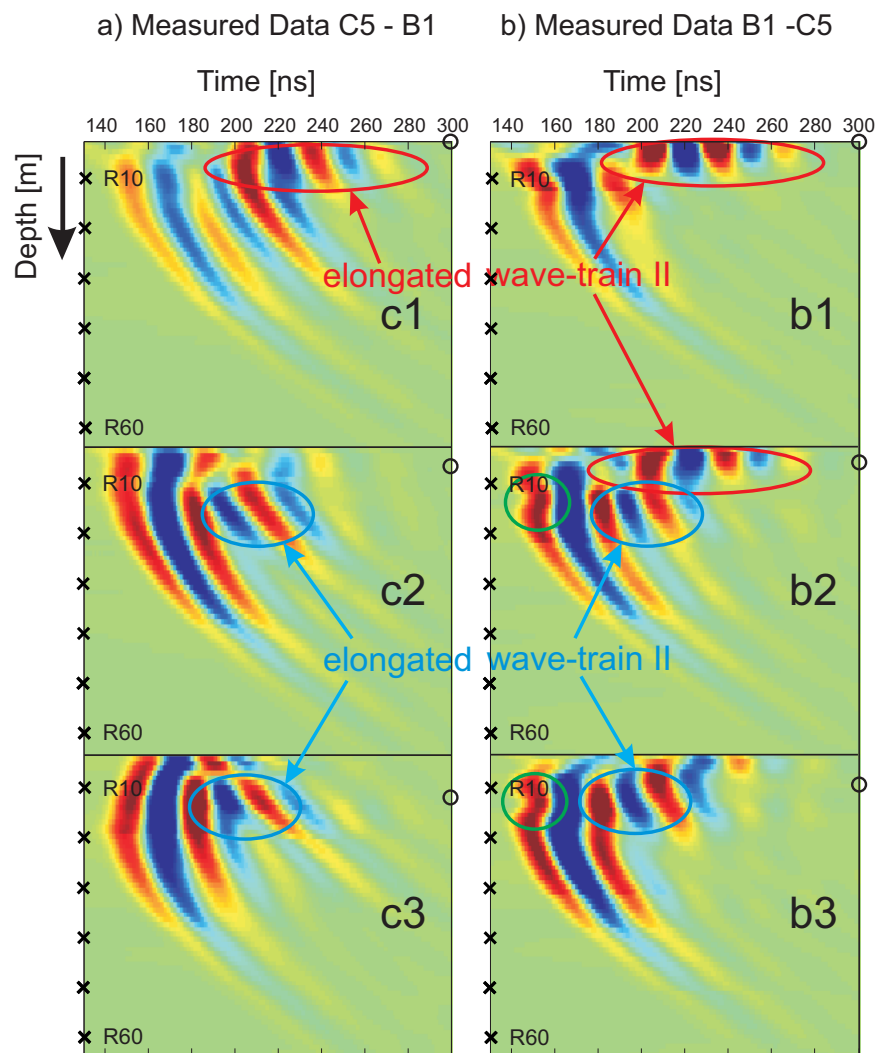 a) Measured Data C5 - B1
b) Measured Data B1 -C5
Time [ns]
Time [ns]
140 160 180 200 220 240 260 280 300
140 160 180 200 220 240 260 280 300
Depth [m]
R10
R10
elongated wave-train II
c1
b1
R60
R60
R10
R10
c2
b2
elongated wave-train II
R60
R60
R10
R10
c3
b3
R60
R60